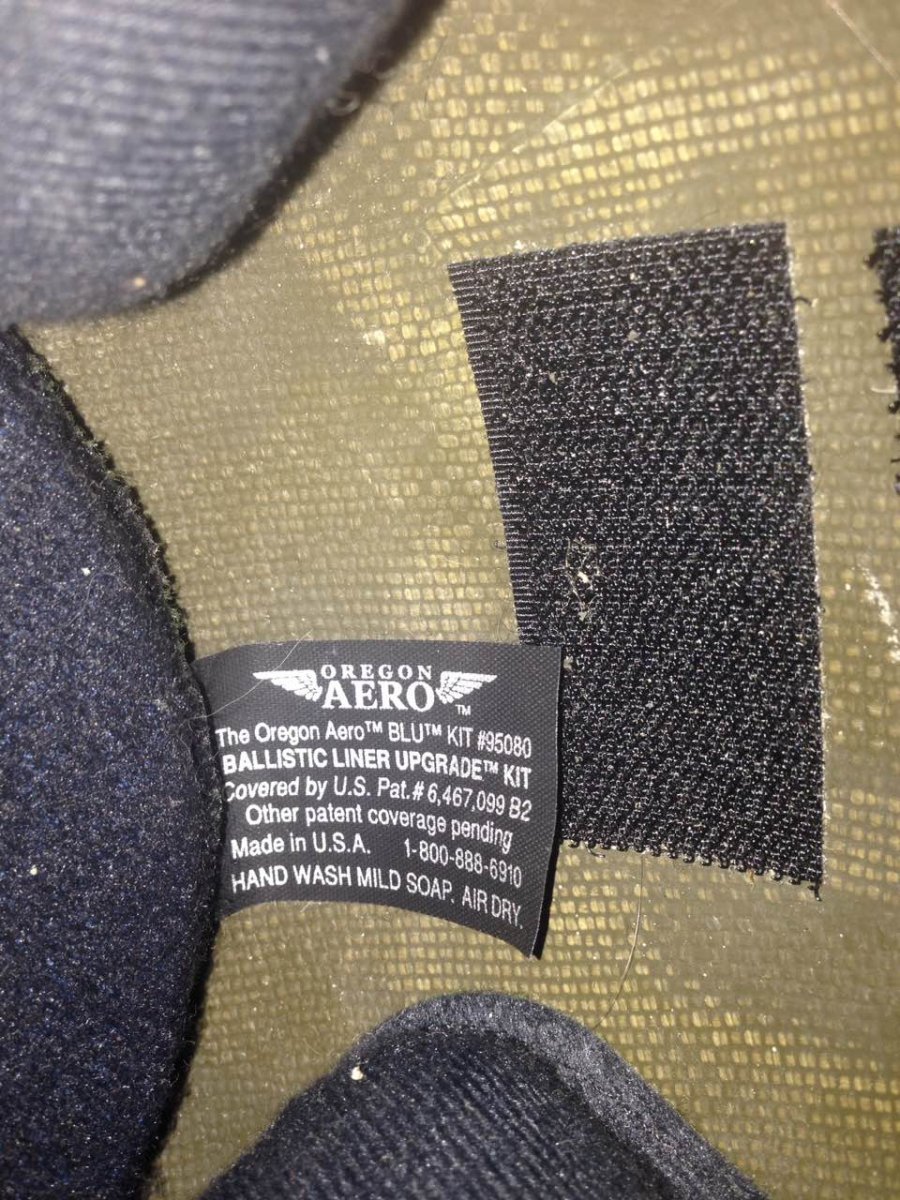 OREGON
AERO™
The Oregon Aero™ BLU™ KIT #95080
BALLISTIC LINER UPGRADE™ KIT
Covered by U.S. Pat.# 6,467,099 B2
Other patent coverage pending
Made in U.S.A. 1-800-888-6910
HAND WASH MILD SOAP. AIR DRY.